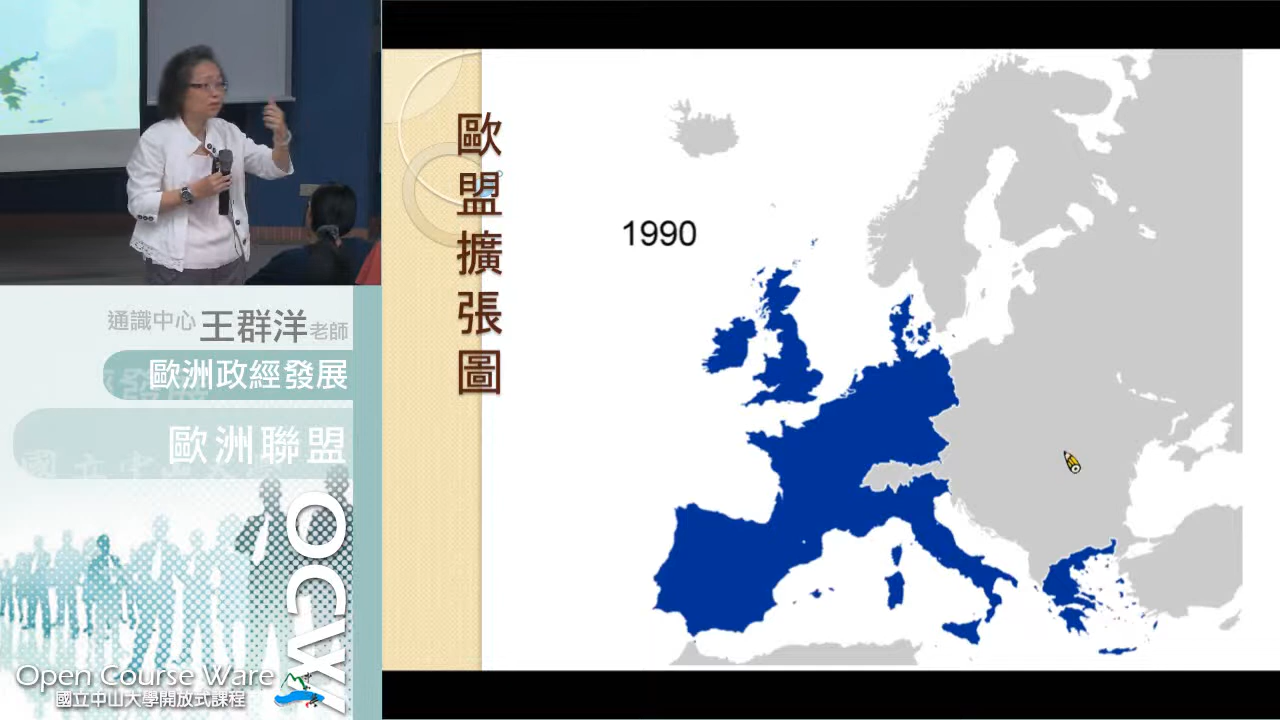 通識中心 王群洋老師
歐洲政經發展
歐洲聯盟
OCW
Open Course Ware
國立中山大學開放式課程
歐盟擴張圖
1990